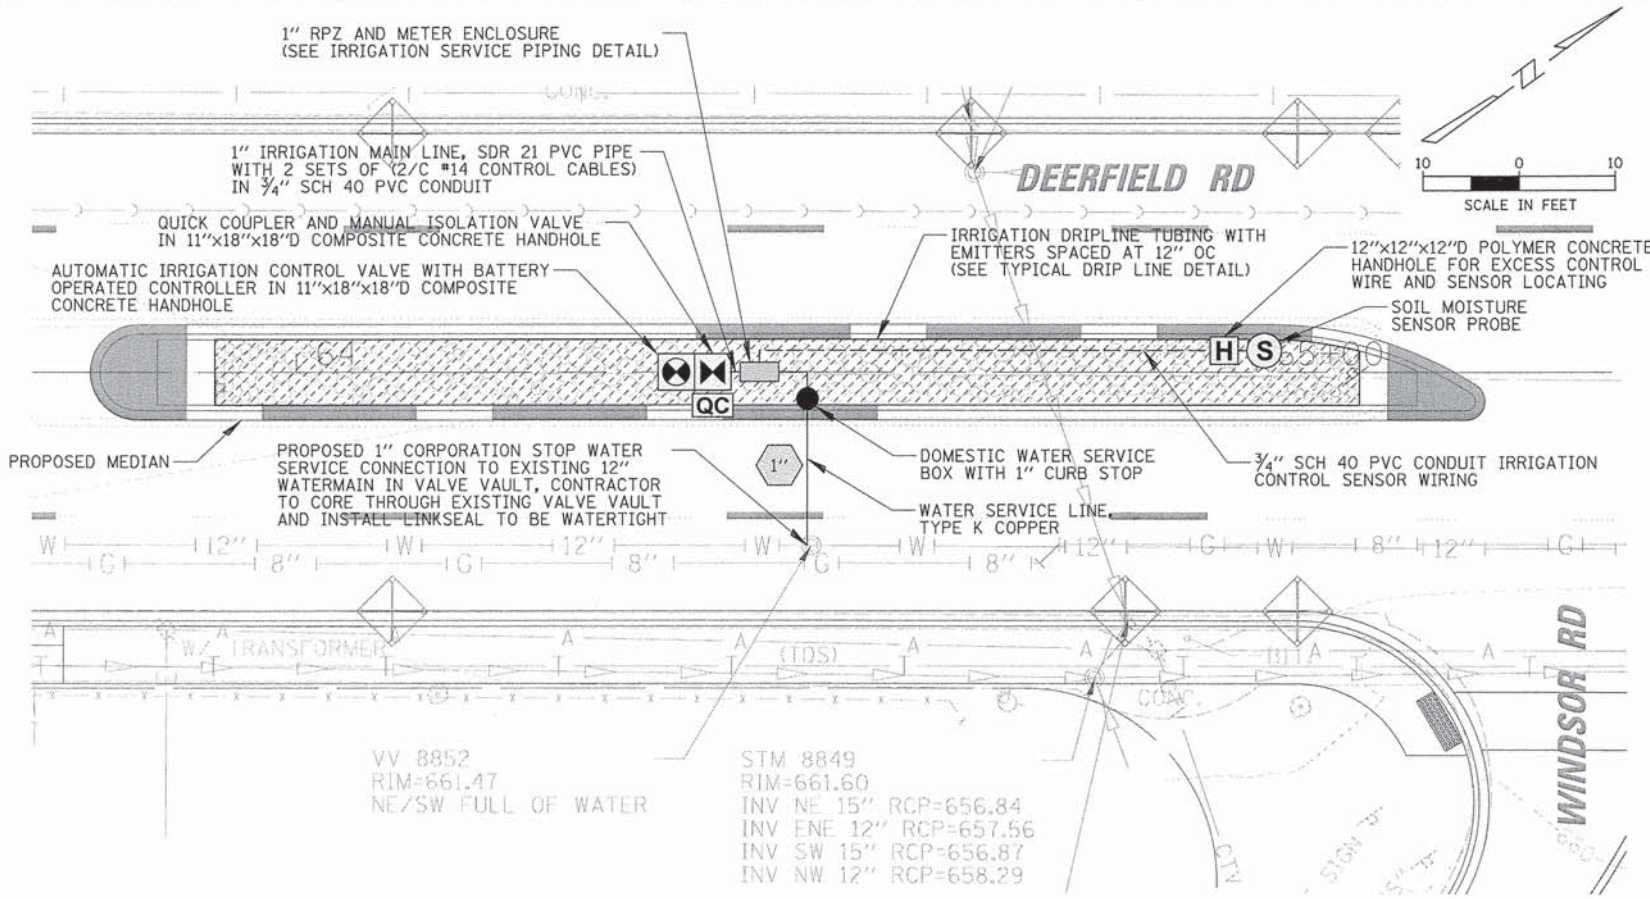 1" RPZ AND METER ENCLOSURE
(SEE IRRIGATION SERVICE PIPING DETAIL)
CONC.
1" IRRIGATION MAIN LINE, SDR 21 PVC PIPE
WITH 2 SETS OF (2/C #14 CONTROL CABLES)
IN 3/4" SCH 40 PVC CONDUIT
DEERFIELD RD
10 0 10
SCALE IN FEET
QUICK COUPLER AND MANUAL ISOLATION VALVE
IN 11"x18"x18"D COMPOSITE CONCRETE HANDHOLE
IRRIGATION DRIPLINE TUBING WITH
EMITTERS SPACED AT 12" OC
(SEE TYPICAL DRIP LINE DETAIL)
12"x12"x12"D POLYMER CONCRETE
HANDHOLE FOR EXCESS CONTROL
WIRE AND SENSOR LOCATING
AUTOMATIC IRRIGATION CONTROL VALVE WITH BATTERY
OPERATED CONTROLLER IN 11"x18"x18"D COMPOSITE
CONCRETE HANDHOLE
SOIL MOISTURE
SENSOR PROBE
64
H S
65+00
QC
PROPOSED MEDIAN
PROPOSED 1" CORPORATION STOP WATER
SERVICE CONNECTION TO EXISTING 12"
WATERMAIN IN VALVE VAULT, CONTRACTOR
TO CORE THROUGH EXISTING VALVE VAULT
AND INSTALL LINKSEAL TO BE WATERTIGHT
1"
DOMESTIC WATER SERVICE
BOX WITH 1" CURB STOP
WATER SERVICE LINE,
TYPE K COPPER
3/4" SCH 40 PVC CONDUIT IRRIGATION
CONTROL SENSOR WIRING
W 12" W 12" W W 12" G W 8" 12" G
G 8" G 8" G 8"
A A A A A A A A A
W/ TRANSFORMER
(TDS)
BIT.
T T T T T T T T
CONC.
WINDSOR RD
VV 8852
RIM=661.47
NE/SW FULL OF WATER
STM 8849
RIM=661.60
INV NE 15" RCP=656.84
INV ENE 12" RCP=657.56
INV SW 15" RCP=656.87
INV NW 12" RCP=658.29
CTV
SIGN
660